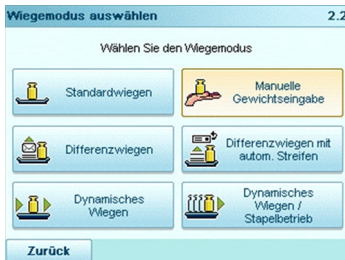 Wiegemodus auswählen 2.2
Wählen Sie den Wiegemodus
Standardwiegen
Manuelle
Gewichtseingabe
Differenzwiegen
Differenzwiegen mit
autom. Streifen
Dynamisches
Wiegen
Dynamisches
Wiegen /
Stapelbetrieb
Zurück